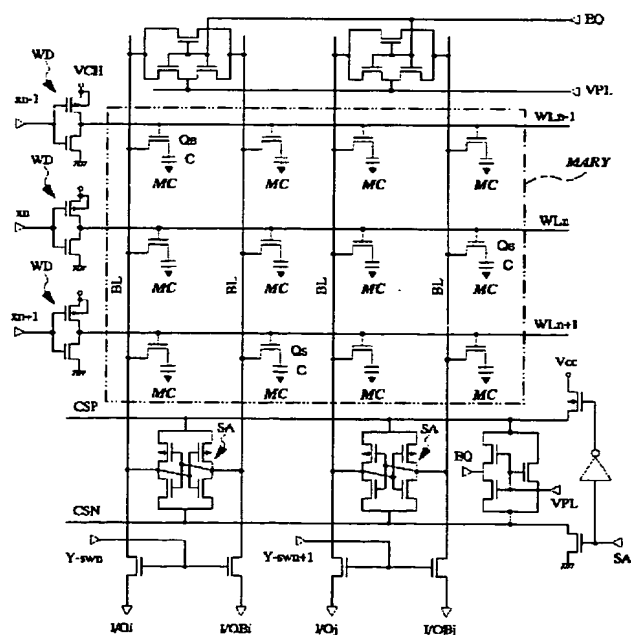 EQ
WD
VCH
xn-1
VPL
WLn-1
Qs
C
MC MC MC MC
MARY
WD
xn
WLn
Qs
C
MC MC MC MC
BL BL BL BL
WD
xn+1
WLn+1
Qs
C
MC MC MC MC
Vcc
CSP
SA SA
EQ
VPL
CSN
Y-swn Y-swn+1
SA
I/Oi I/OBi I/Oj I/OBj